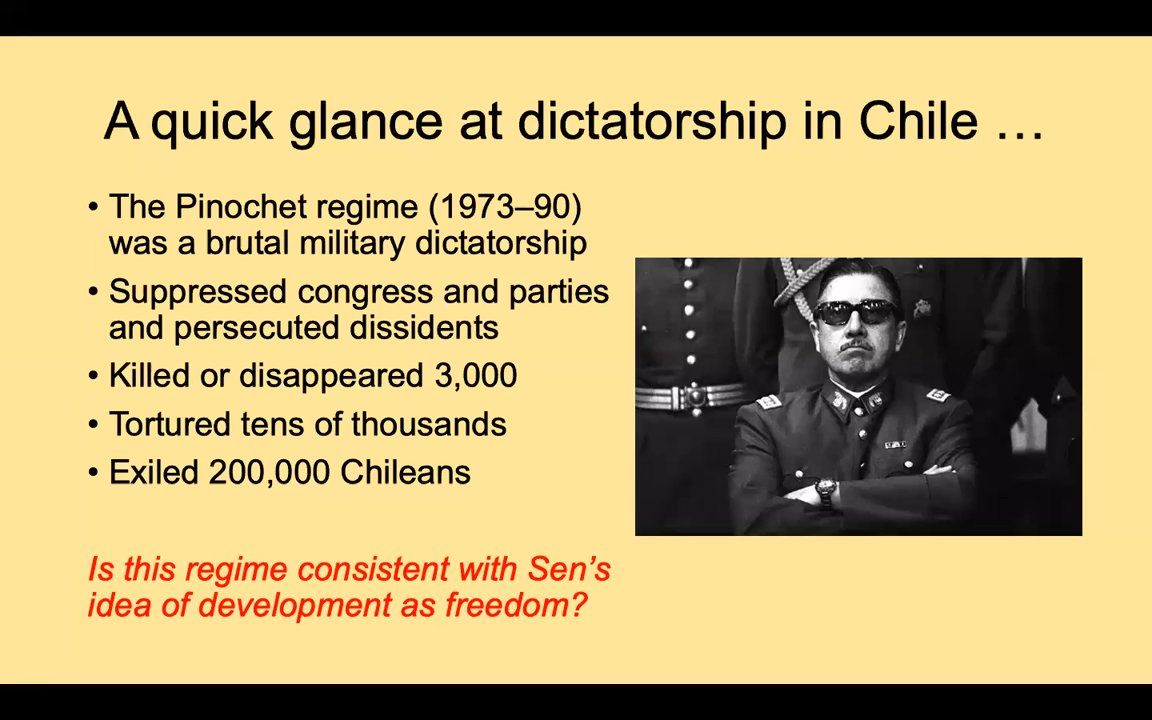 A quick glance at dictatorship in Chile …
• The Pinochet regime (1973–90)
was a brutal military dictatorship
• Suppressed congress and parties
and persecuted dissidents
• Killed or disappeared 3,000
• Tortured tens of thousands
• Exiled 200,000 Chileans
Is this regime consistent with Sen’s
idea of development as freedom?